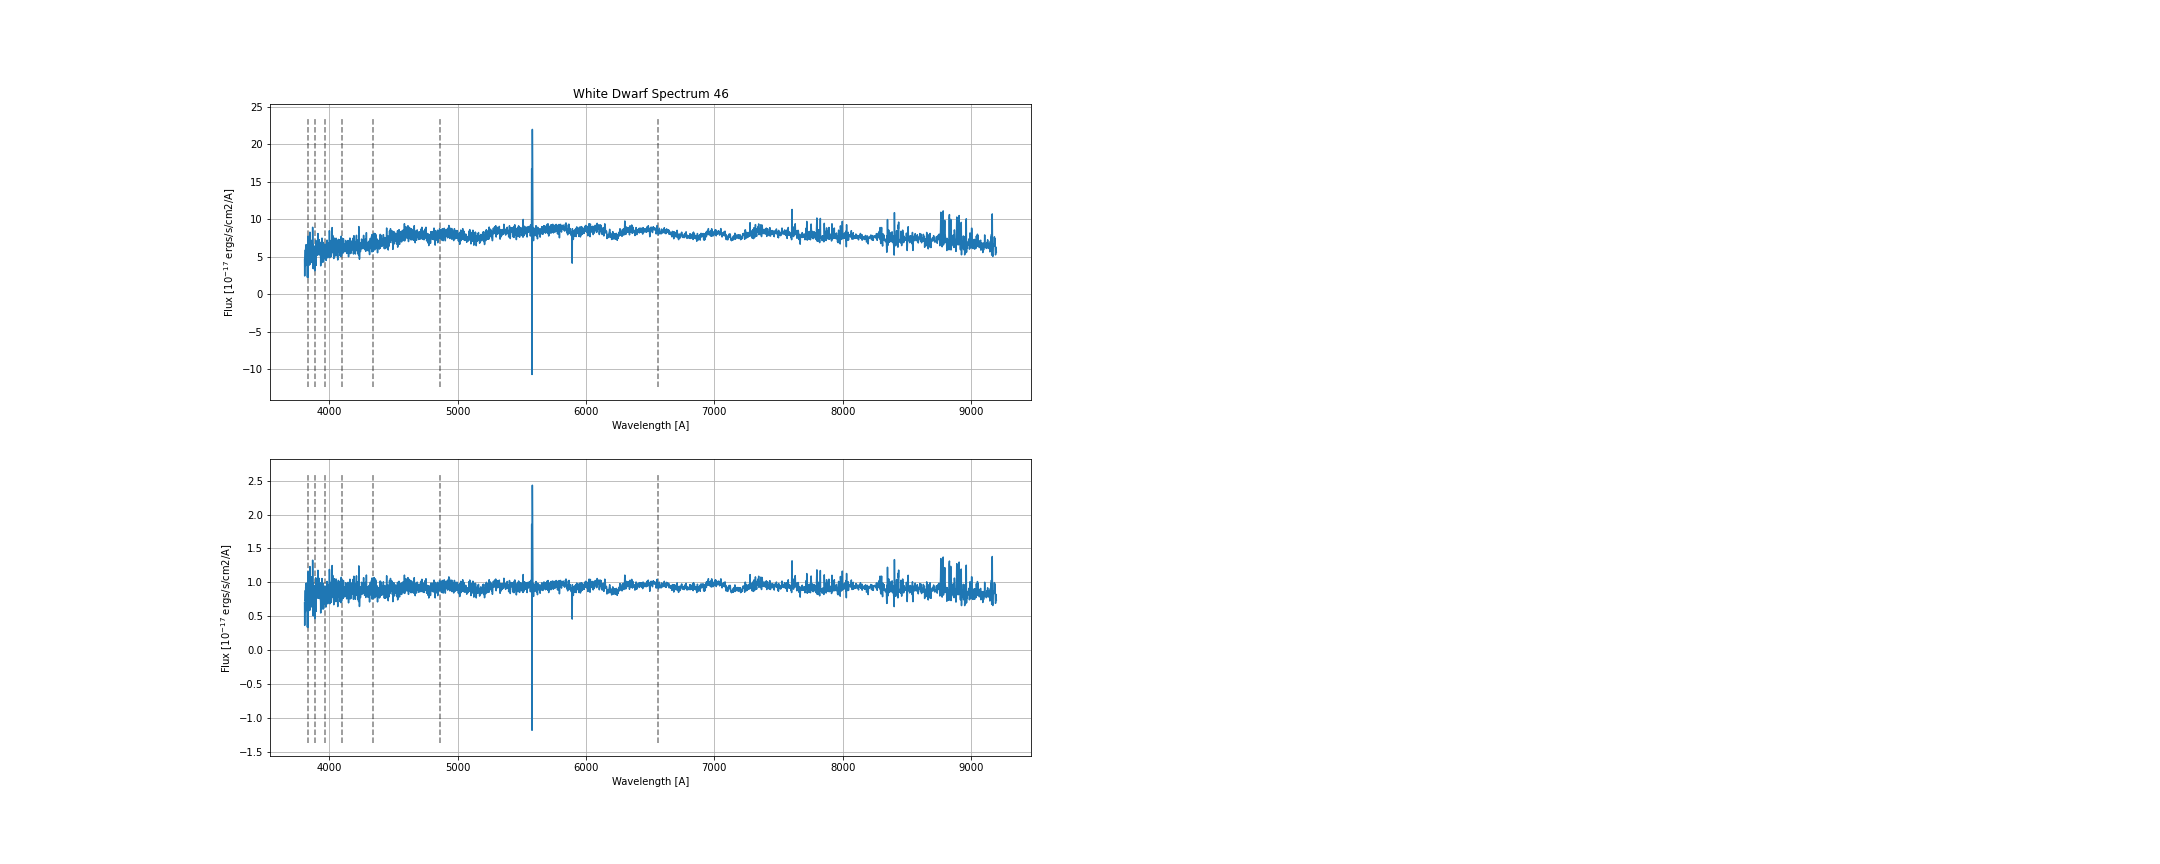 White Dwarf Spectrum 46
25
20
15
10
5
0
−5
−10
Flux [10⁻¹⁷ ergs/s/cm2/A]
4000 5000 6000 7000 8000 9000
Wavelength [A]
2.5
2.0
1.5
1.0
0.5
0.0
−0.5
−1.0
−1.5
Flux [10⁻¹⁷ ergs/s/cm2/A]
4000 5000 6000 7000 8000 9000
Wavelength [A]